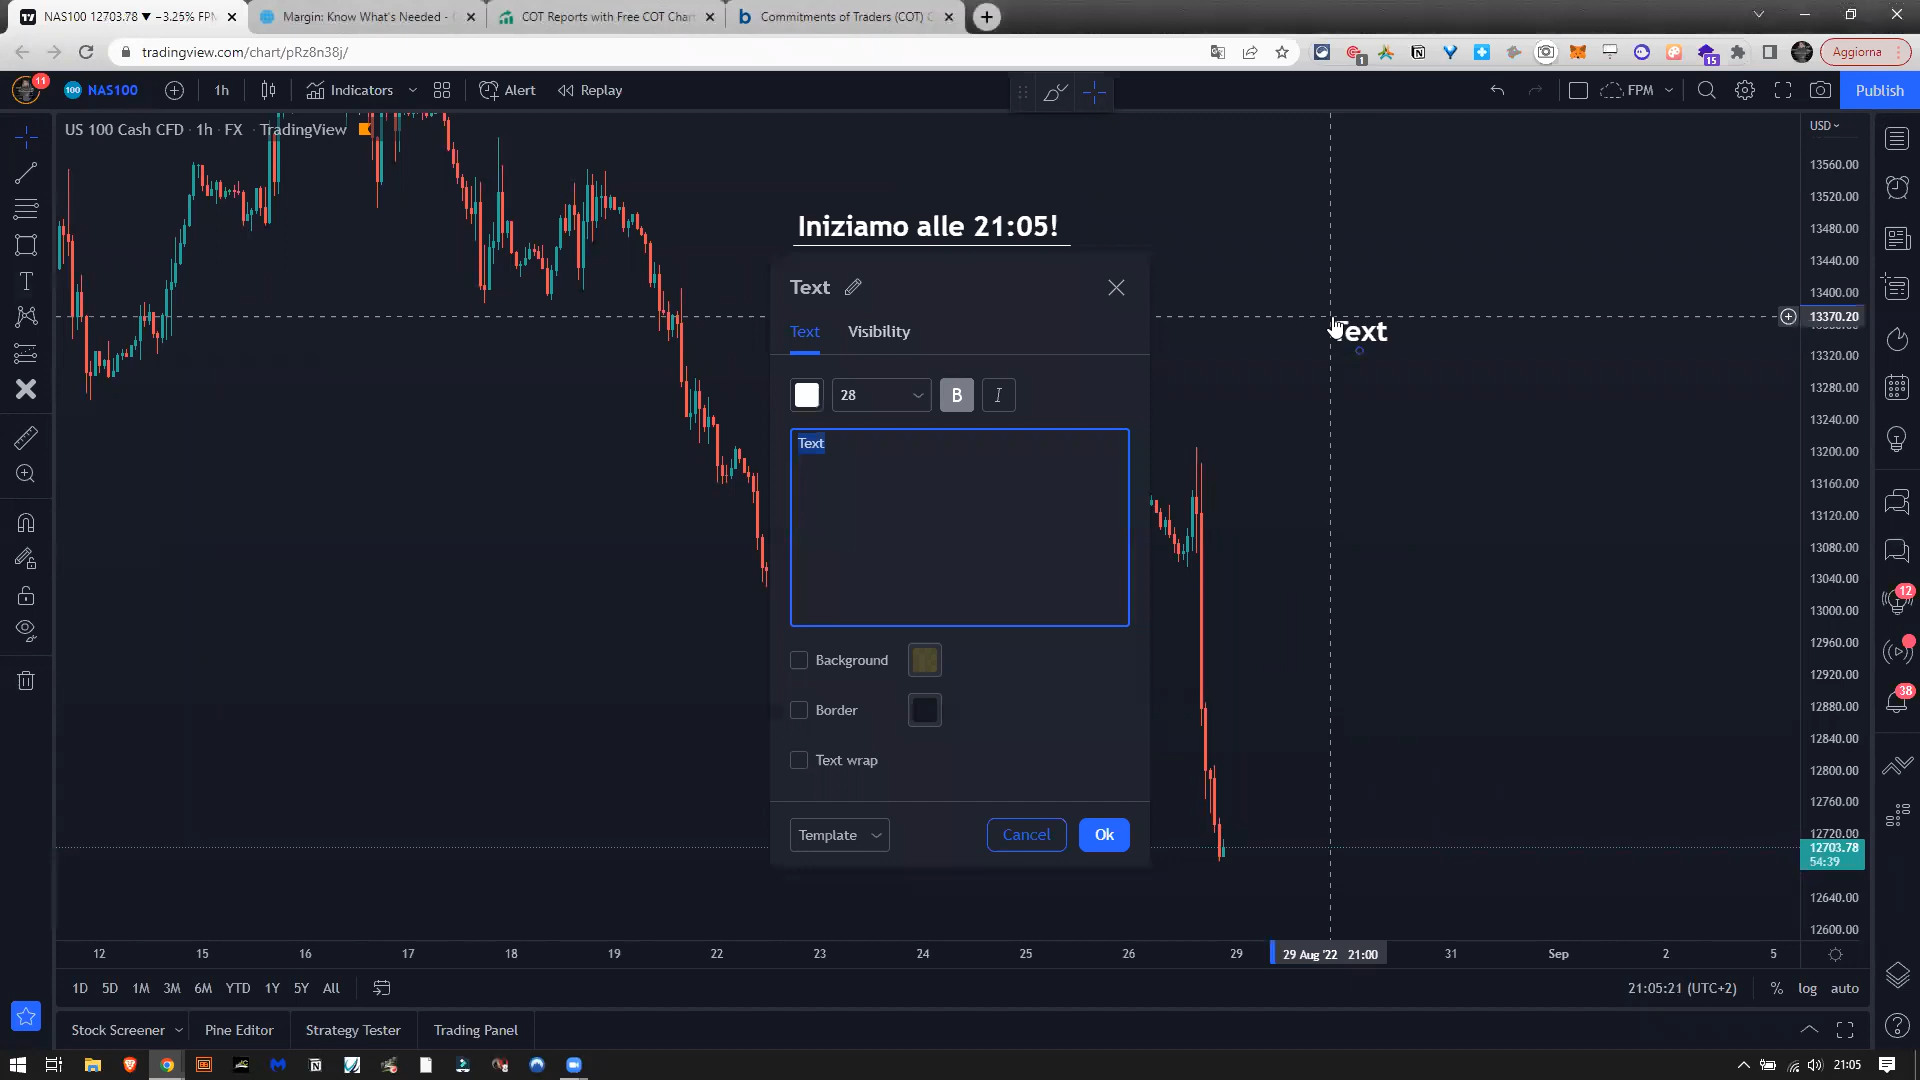 NAS100 12703.78 ▼ −3.25% FPM
Margin: Know What's Needed -
COT Reports with Free COT Char
Commitments of Traders (COT) C
tradingview.com/chart/pRz8n38j/
1
15
Aggiorna
11
100 NAS100
1h
Indicators
Alert
Replay
FPM
Publish
US 100 Cash CFD · 1h · FX · TradingView
USD
Iniziamo alle 21:05!
Text
Text
Visibility
28
B
I
Text
Background
Border
Text wrap
Template
Cancel
Ok
Text
13560.00
13520.00
13480.00
13440.00
13400.00
13370.20
13320.00
13280.00
13240.00
13200.00
13160.00
13120.00
13080.00
13040.00
13000.00
12960.00
12920.00
12880.00
12840.00
12800.00
12760.00
12720.00
12703.78
54:39
12640.00
12600.00
12
38
12 15 16 17 18 19 22 23 24 25 26 29 29 Aug '22 21:00 31 Sep 2 5
1D 5D 1M 3M 6M YTD 1Y 5Y All
21:05:21 (UTC+2) % log auto
Stock Screener
Pine Editor
Strategy Tester
Trading Panel
21:05